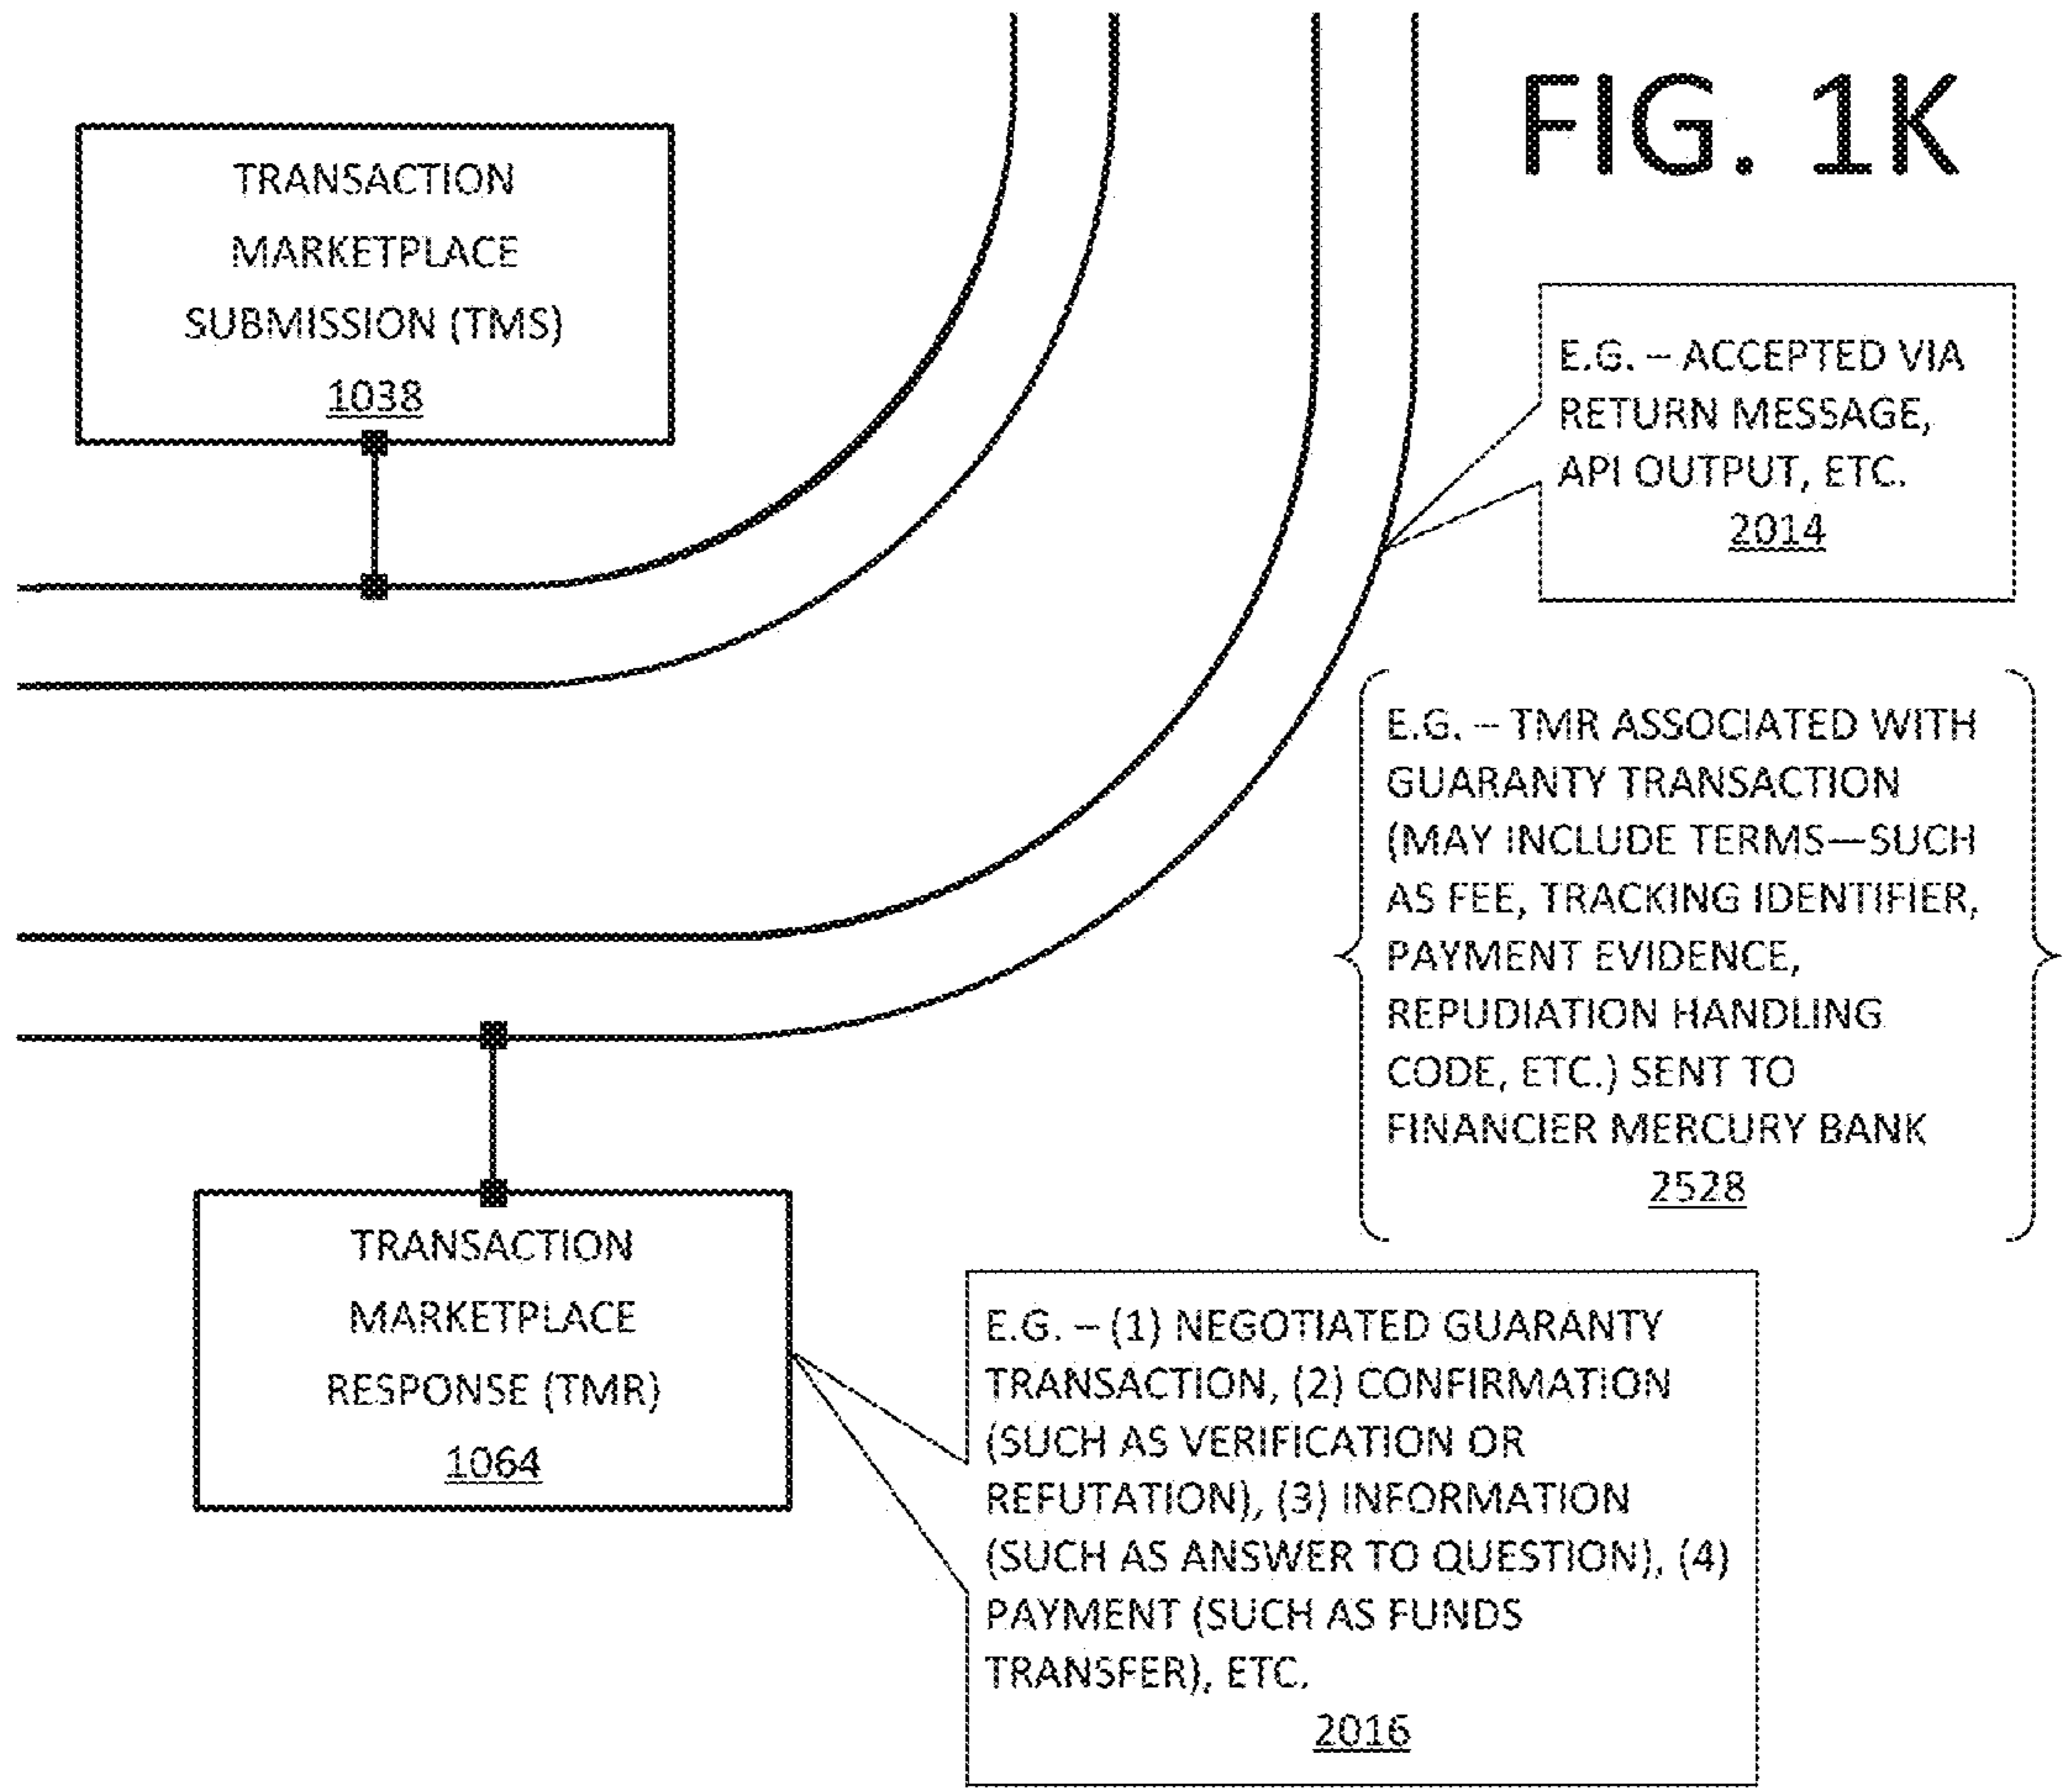 FIG. 1K
TRANSACTION
MARKETPLACE
SUBMISSION (TMS)
1038
E.G. – ACCEPTED VIA
RETURN MESSAGE,
API OUTPUT, ETC.
2014
E.G. – TMR ASSOCIATED WITH
GUARANTY TRANSACTION
(MAY INCLUDE TERMS—SUCH
AS FEE, TRACKING IDENTIFIER,
PAYMENT EVIDENCE,
REPUDIATION HANDLING
CODE, ETC.) SENT TO
FINANCIER MERCURY BANK
2528
TRANSACTION
MARKETPLACE
RESPONSE (TMR)
1064
E.G. – (1) NEGOTIATED GUARANTY
TRANSACTION, (2) CONFIRMATION
(SUCH AS VERIFICATION OR
REFUTATION), (3) INFORMATION
(SUCH AS ANSWER TO QUESTION), (4)
PAYMENT (SUCH AS FUNDS
TRANSFER), ETC.
2016